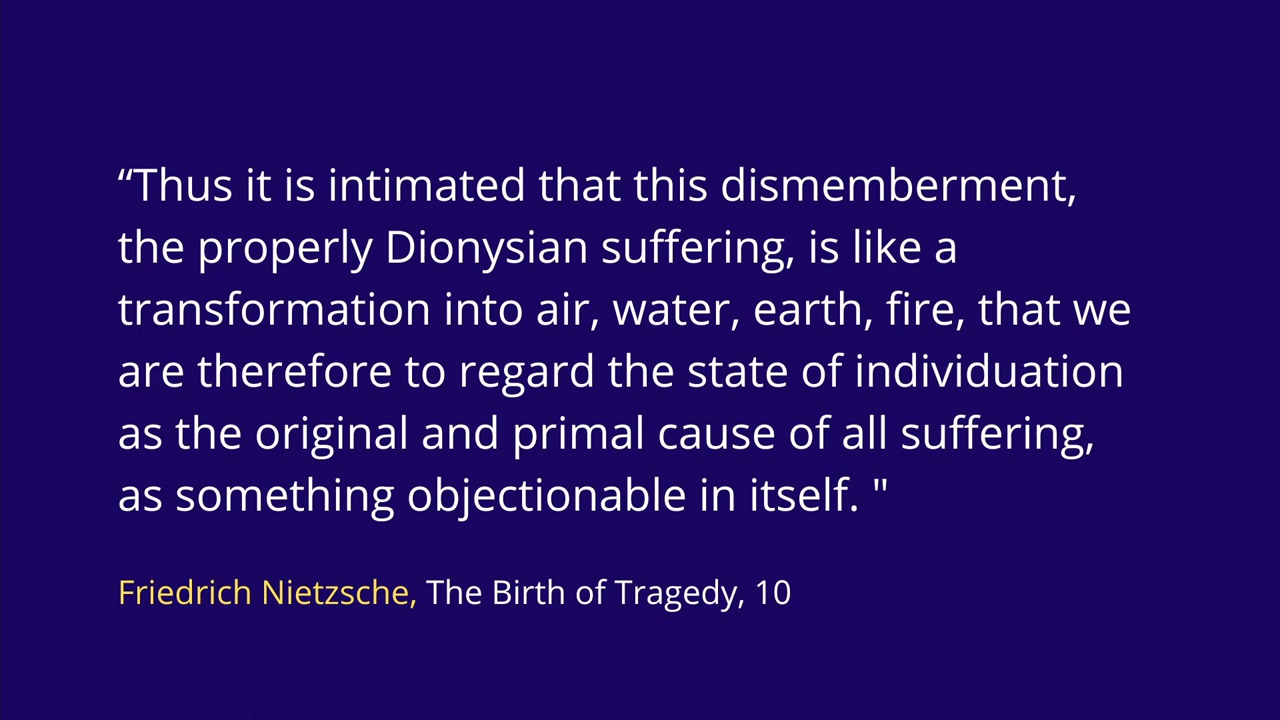 “Thus it is intimated that this dismemberment,
the properly Dionysian suffering, is like a
transformation into air, water, earth, fire, that we
are therefore to regard the state of individuation
as the original and primal cause of all suffering,
as something objectionable in itself. "
Friedrich Nietzsche, The Birth of Tragedy, 10